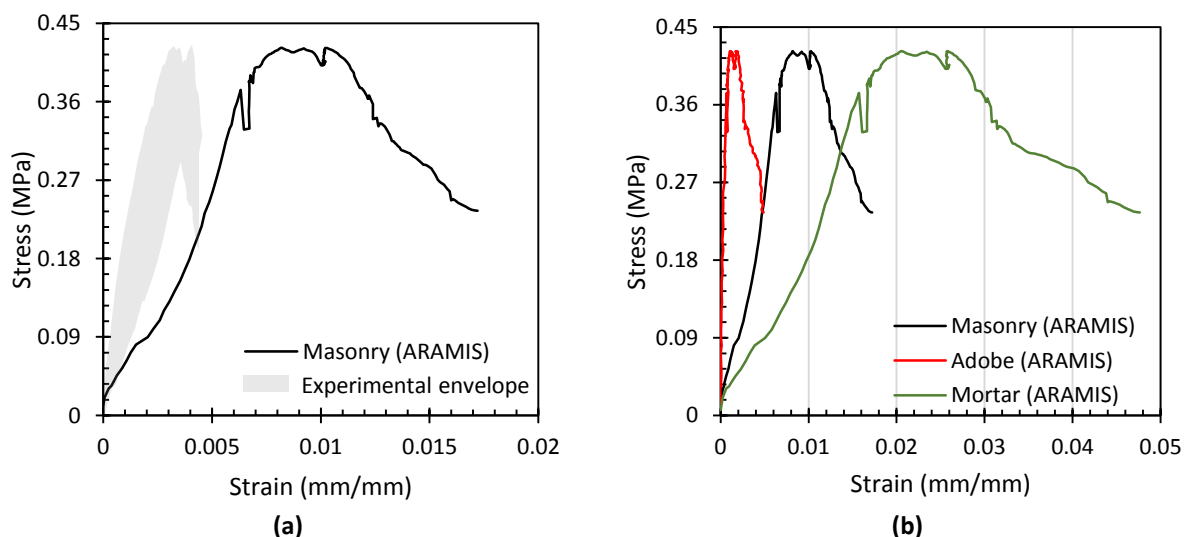 0.45
0.36
0.27
0.18
0.09
0
Stress (MPa)
Masonry (ARAMIS)
Experimental envelope
0
0.005
0.01
0.015
0.02
Strain (mm/mm)
(a)
0.45
0.36
0.27
0.18
0.09
0
Stress (MPa)
Masonry (ARAMIS)
Adobe (ARAMIS)
Mortar (ARAMIS)
0
0.01
0.02
0.03
0.04
0.05
Strain (mm/mm)
(b)